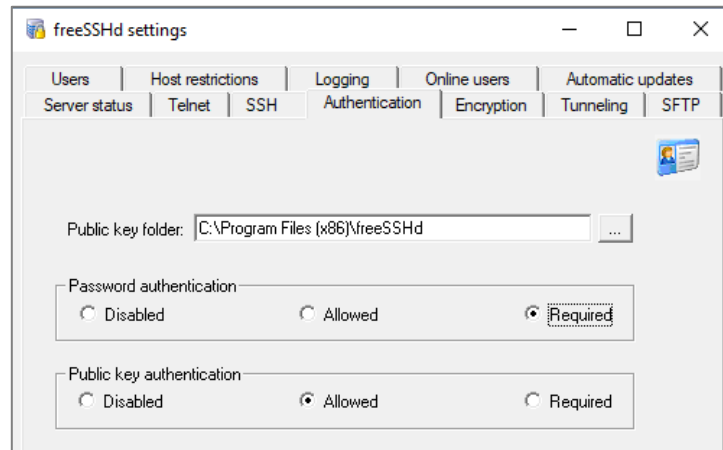 freeSSHd settings
Users Host restrictions Logging Online users Automatic updates
Server status Telnet SSH Authentication Encryption Tunneling SFTP
Public key folder: C:\Program Files (x86)\freeSSHd ...
Password authentication
Disabled Allowed Required
Public key authentication
Disabled Allowed Required